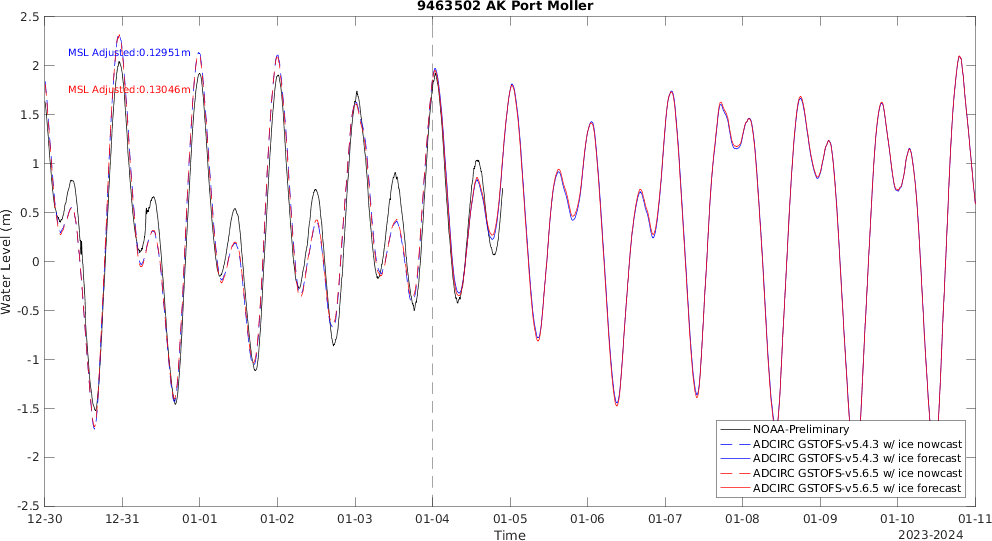 9463502 AK Port Moller
MSL Adjusted:0.12951m
MSL Adjusted:0.13046m
Water Level (m)
2.5
2
1.5
1
0.5
0
-0.5
-1
-1.5
-2
-2.5
NOAA-Preliminary
ADCIRC GSTOFS-v5.4.3 w/ ice nowcast
ADCIRC GSTOFS-v5.4.3 w/ ice forecast
ADCIRC GSTOFS-v5.6.5 w/ ice nowcast
ADCIRC GSTOFS-v5.6.5 w/ ice forecast
12-30 12-31 01-01 01-02 01-03 01-04 01-05 01-06 01-07 01-08 01-09 01-10 01-11
Time
2023-2024